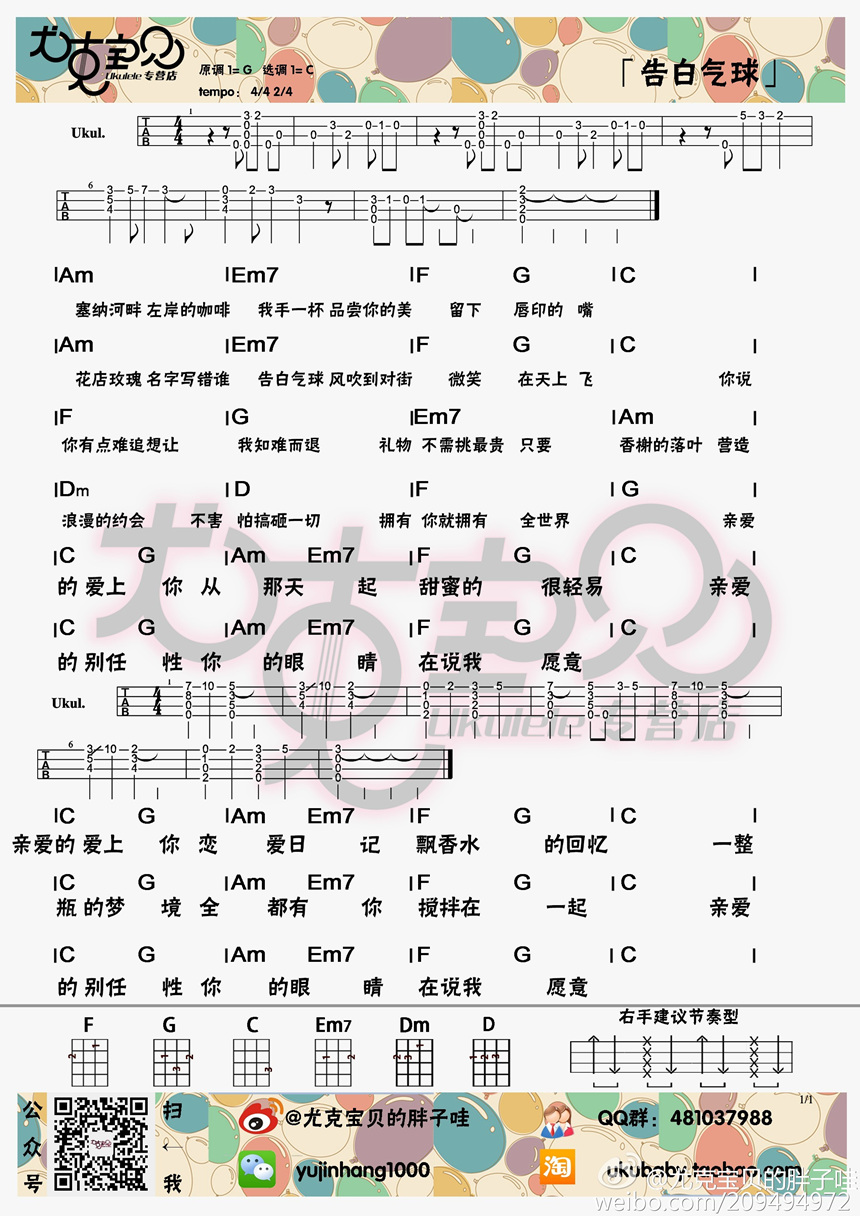 尤克宝贝
Ukulele 专营店
原调 1=G 选调 1=C
tempo: 4/4 2/4
「告白气球」
Ukul.
|Am |Em7 |F G |C |
塞纳河畔 左岸的咖啡 我手一杯 品尝你的美 留下 唇印的 嘴
|Am |Em7 |F G |C |
花店玫瑰 名字写错谁 告白气球 风吹到对街 微笑 在天上 飞 你说
|F |G |Em7 |Am |
你有点难追想让 我知难而退 礼物 不需挑最贵 只要 香榭的落叶 营造
|Dm |D |F |G |
浪漫的约会 不害 怕搞砸一切 拥有 你就拥有 全世界 亲爱
|C G |Am Em7 |F G |C |
的 爱上 你 从 那天 起 甜蜜的 很轻易 亲爱
|C G |Am Em7 |F G |C |
的 别任 性 你 的眼 睛 在说我 愿意
Ukul.
|C G |Am Em7 |F G |C |
亲爱的 爱上 你 恋 爱日 记 飘香水 的回忆 一整
|C G |Am Em7 |F G |C |
瓶 的梦 境 全 都有 你 搅拌在 一起 亲爱
|C G |Am Em7 |F G |C |
的 别任 性 你 的眼 睛 在说我 愿意
F G C Em7 Dm D
右手建议节奏型
1/1
公众号
扫←我
@尤克宝贝的胖子哇
yujinhang1000
QQ群：481037988
淘
ukubaby.taobao.com
@尤克宝贝的胖子哇
weibo.com/209494972